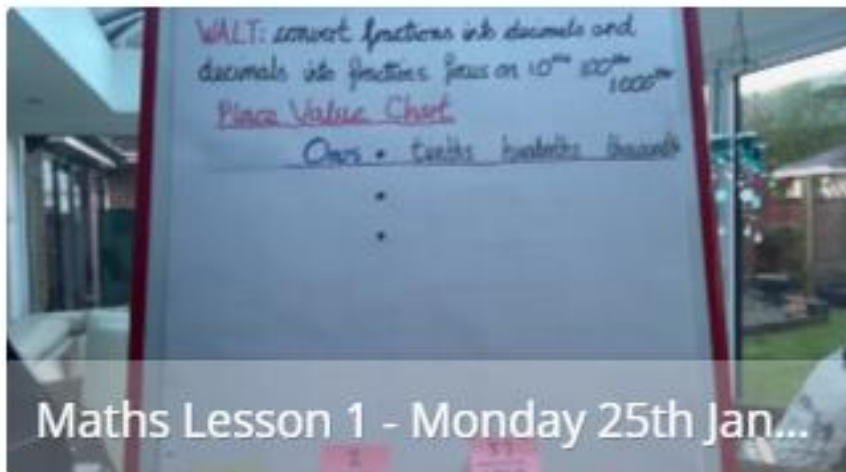 WALT: convert fractions into decimals and
decimals into fractions focus on 10ths 100ths
1000ths
Place Value Chart
Ones • tenths hundredths thousandths
Maths Lesson 1 - Monday 25th Jan...